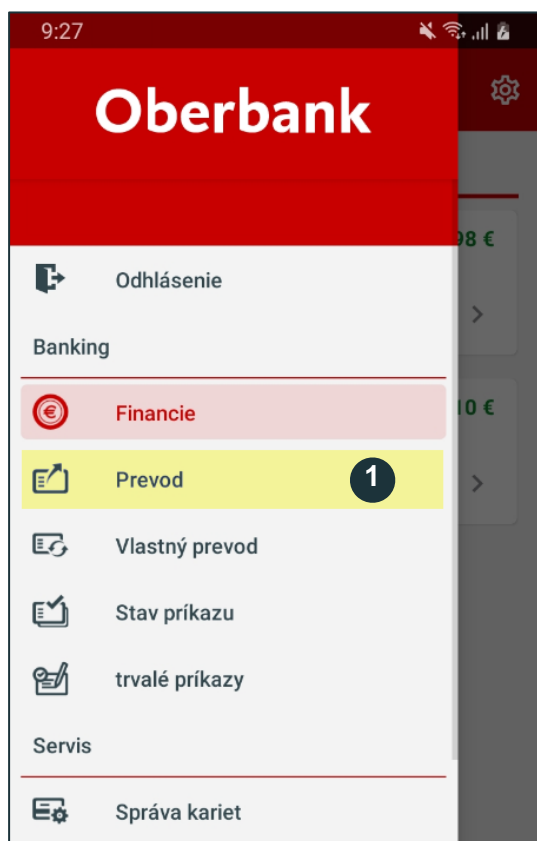 9:27
Oberbank
98 €
Odhlásenie
Banking
Financie
10 €
Prevod
1
Vlastný prevod
Stav príkazu
trvalé príkazy
Servis
Správa kariet